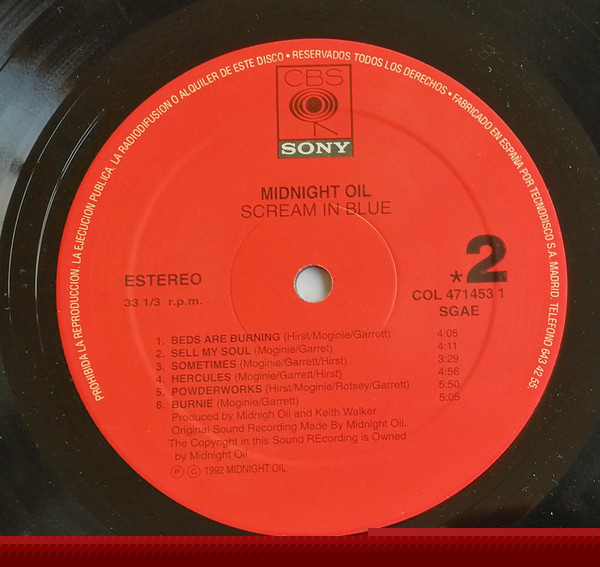 PROHIBIDA LA REPRODUCCION, LA EJECUCION PUBLICA, LA RADIODIFUSION O ALQUILER DE ESTE DISCO • RESERVADOS TODOS LOS DERECHOS • FABRICADO EN ESPAÑA POR TECNODISCO S.A. MADRID. TELEFONO 643 42 55
CBS
SONY
MIDNIGHT OIL
SCREAM IN BLUE
ESTEREO
33 1/3 r.p.m.
*2
COL 471453 1
SGAE
1. BEDS ARE BURNING (Hirst/Moginie/Garrett) 4:05
2. SELL MY SOUL (Moginie/Garret) 4:11
3. SOMETIMES (Moginie/Garrett/Hirst) 3:29
4. HERCULES (Moginie/Garrett/Hirst) 4:56
5. POWDERWORKS (Hirst/Moginie/Rotsey/Garrett) 5:50
6. BURNIE (Moginie/Garrett) 5:05
Produced by Midnigh Oil and Keith Walker
Original Sound Recording Made By Midnight Oil.
The Copyright in this Sound REcording is Owned
by Midnight Oil
Ⓟ © 1992 MIDNIGHT OIL